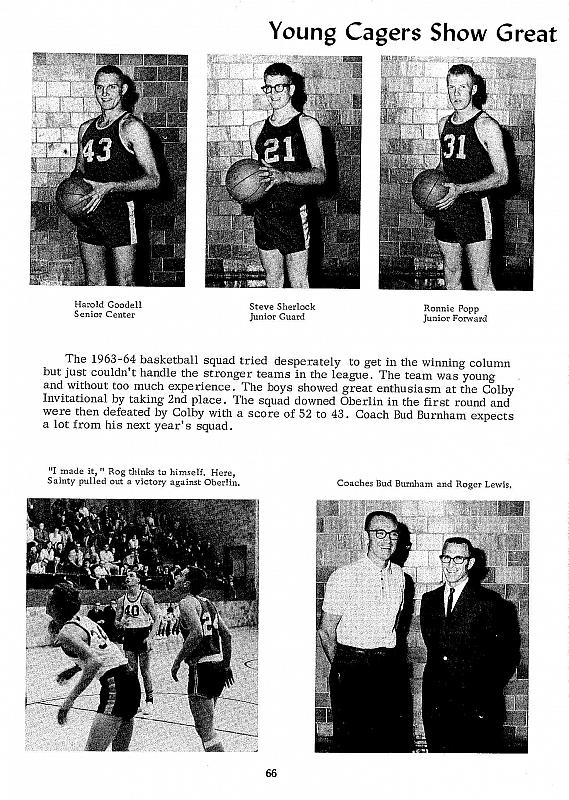 Young Cagers Show Great
43
21
31
Harold Goodell
Senior Center
Steve Sherlock
Junior Guard
Ronnie Popp
Junior Forward
The 1963-64 basketball squad tried desperately to get in the winning column
but just couldn't handle the stronger teams in the league. The team was young
and without too much experience. The boys showed great enthusiasm at the Colby
Invitational by taking 2nd place. The squad downed Oberlin in the first round and
were then defeated by Colby with a score of 52 to 43. Coach Bud Burnham expects
a lot from his next year's squad.
"I made it," Rog thinks to himself. Here,
Sainty pulled out a victory against Oberlin.
Coaches Bud Burnham and Roger Lewis.
40
66